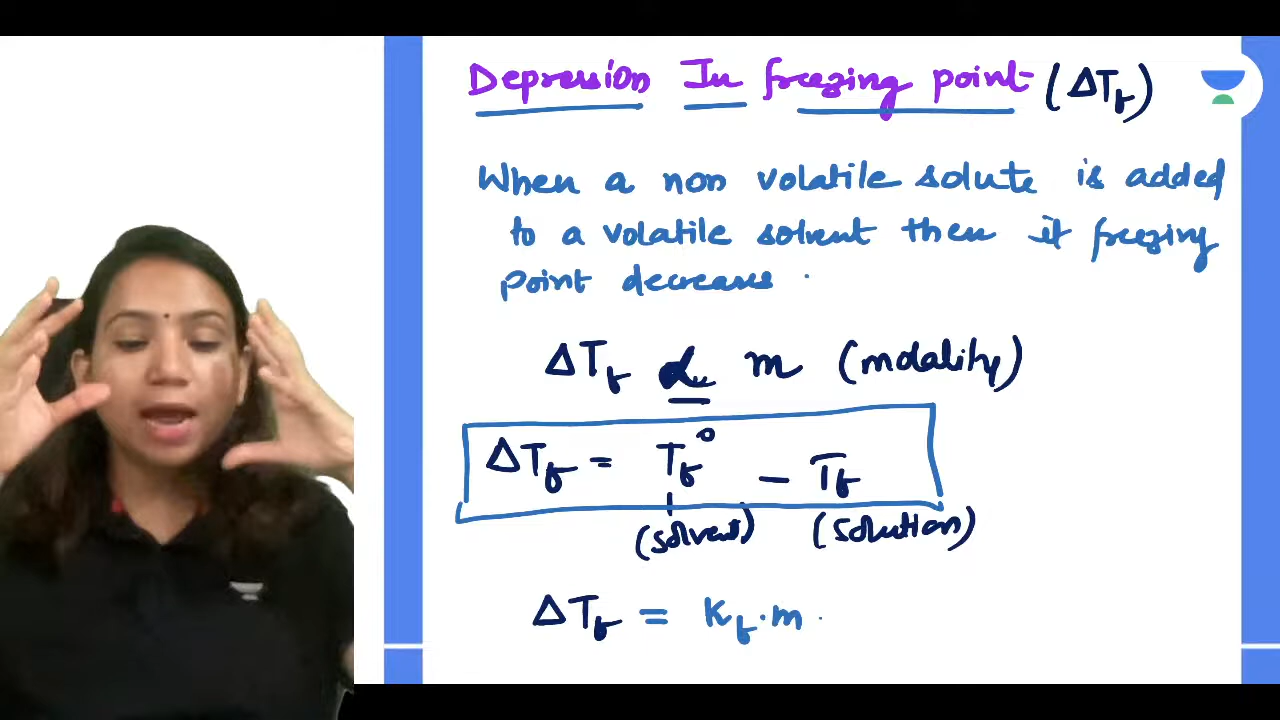 Depression In freezing point (ΔTf)
When a non volatile solute is added
to a volatile solvent then it freezing
point decreases .
ΔTf α m (molality)
ΔTf = Tf° - Tf
(solvent) (solution)
ΔTf = Kf . m .